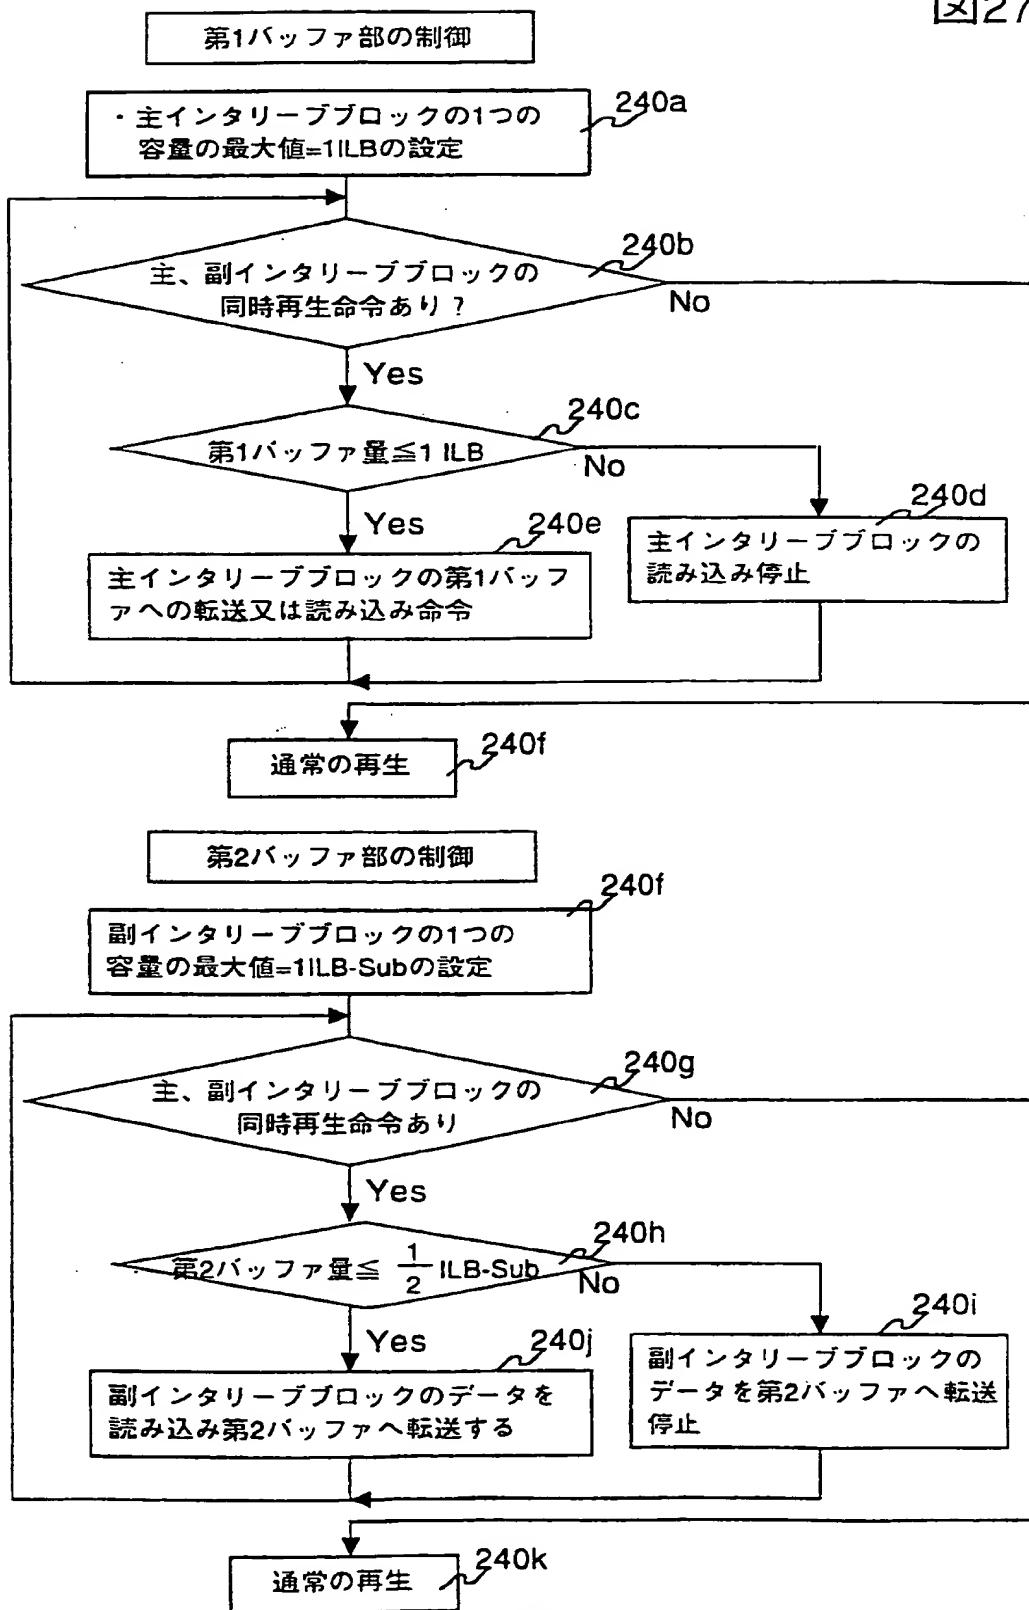 図27
第1バッファ部の制御
240a
・主インタリーブブロックの1つの
容量の最大値=1ILBの設定
240b
主、副インタリーブブロックの
同時再生命令あり?
No
Yes
240c
第1バッファ量≦1 ILB
No
Yes
240d
主インタリーブブロックの
読み込み停止
240e
主インタリーブブロックの第1バッフ
ァへの転送又は読み込み命令
240f
通常の再生
第2バッファ部の制御
240f
副インタリーブブロックの1つの
容量の最大値=1ILB-Subの設定
240g
主、副インタリーブブロックの
同時再生命令あり
No
Yes
240h
第2バッファ量≦ 1/2 ILB-Sub
No
Yes
240i
副インタリーブブロックの
データを第2バッファへ転送
停止
240j
副インタリーブブロックのデータを
読み込み第2バッファへ転送する
240k
通常の再生